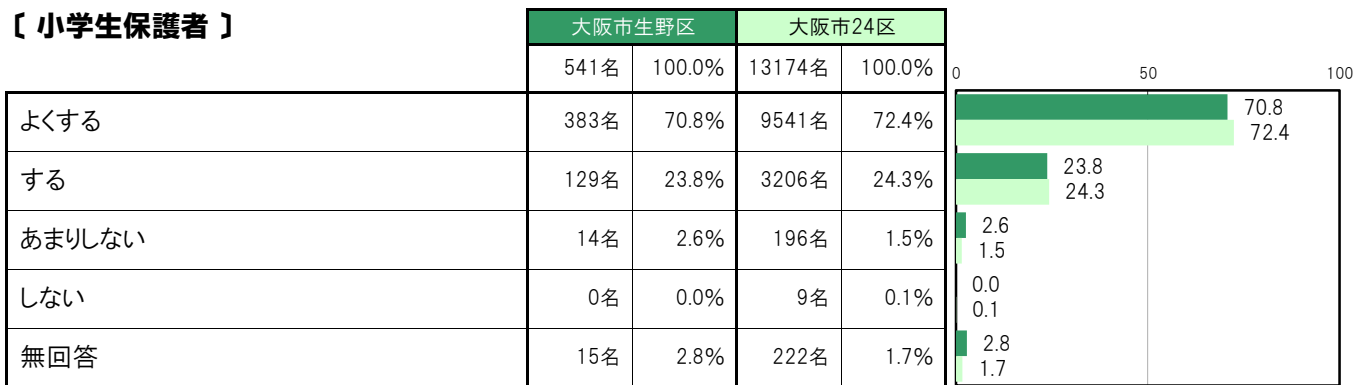 〔 小学生保護者 〕
大阪市生野区 大阪市24区
541名 100.0% 13174名 100.0%
0 50 100
よくする 383名 70.8% 9541名 72.4%
70.8
72.4
する 129名 23.8% 3206名 24.3%
23.8
24.3
あまりしない 14名 2.6% 196名 1.5%
2.6
1.5
しない 0名 0.0% 9名 0.1%
0.0
0.1
無回答 15名 2.8% 222名 1.7%
2.8
1.7